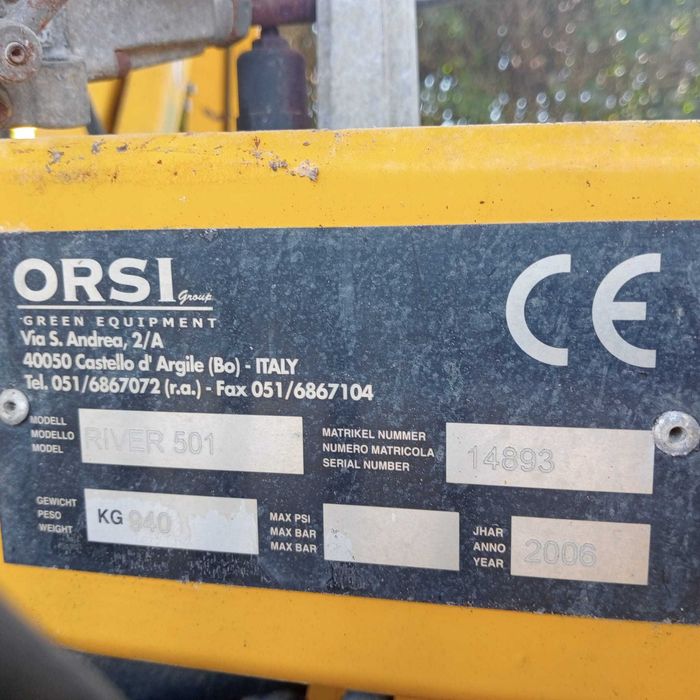 ORSI Group
GREEN EQUIPMENT
Via S. Andrea, 2/A
40050 Castello d' Argile (Bo) - ITALY
Tel. 051/6867072 (r.a.) - Fax 051/6867104
CE
MODELL
MODELLO
MODEL
RIVER 501
MATRIKEL NUMMER
NUMERO MATRICOLA
SERIAL NUMBER
14893
GEWICHT
PESO
WEIGHT
KG 940
MAX PSI
MAX BAR
MAX BAR
JHAR
ANNO
YEAR
2006